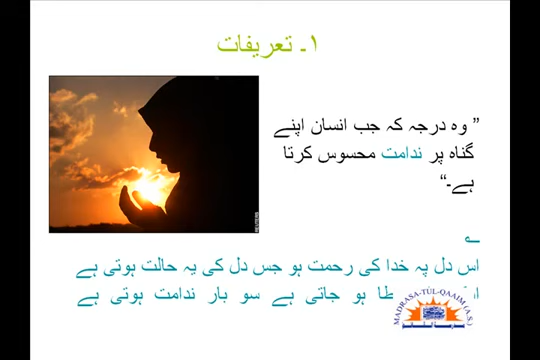 ۱۔ تعریفات
” وہ درجہ کہ جب انسان اپنے
گناہ پر ندامت محسوس کرتا
ہے۔“
؎
اس دل پہ خدا کی رحمت ہو جس دل کی یہ حالت ہوتی ہے
ہو جاتی ہے سو بار ندامت ہوتی ہے
MADRASA-TUL-QAAIM (A.S.)
REUTERS